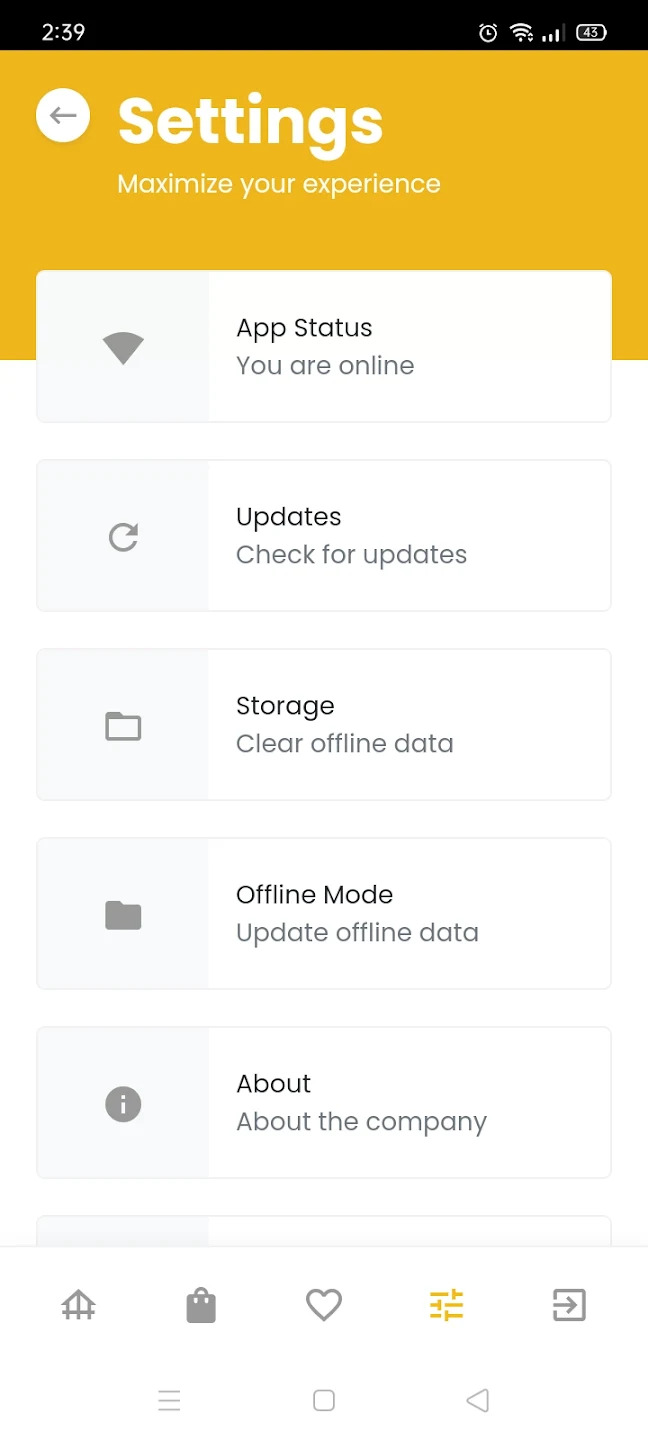 2:39
43
Settings
Maximize your experience
App Status
You are online
Updates
Check for updates
Storage
Clear offline data
Offline Mode
Update offline data
About
About the company